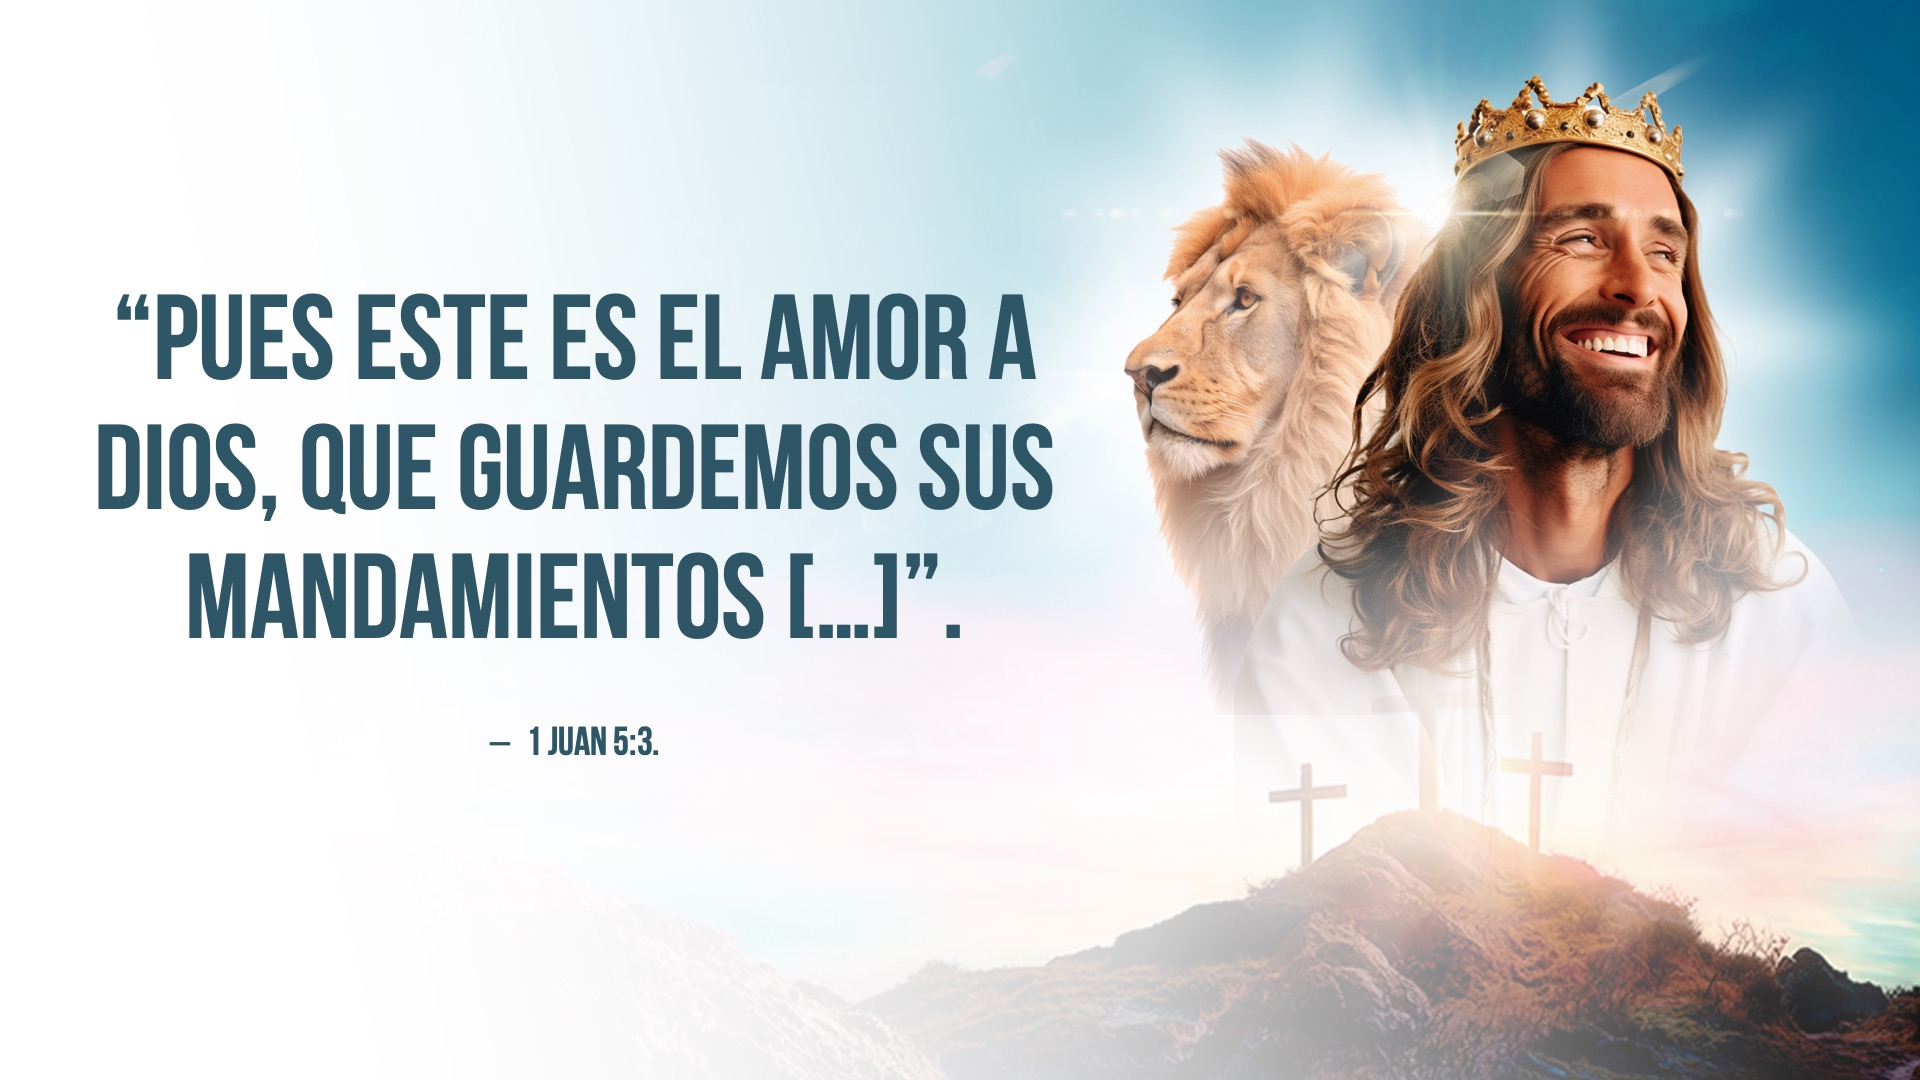 “PUES ESTE ES EL AMOR A
DIOS, QUE GUARDEMOS SUS
MANDAMIENTOS [...]”.
– 1 JUAN 5:3.